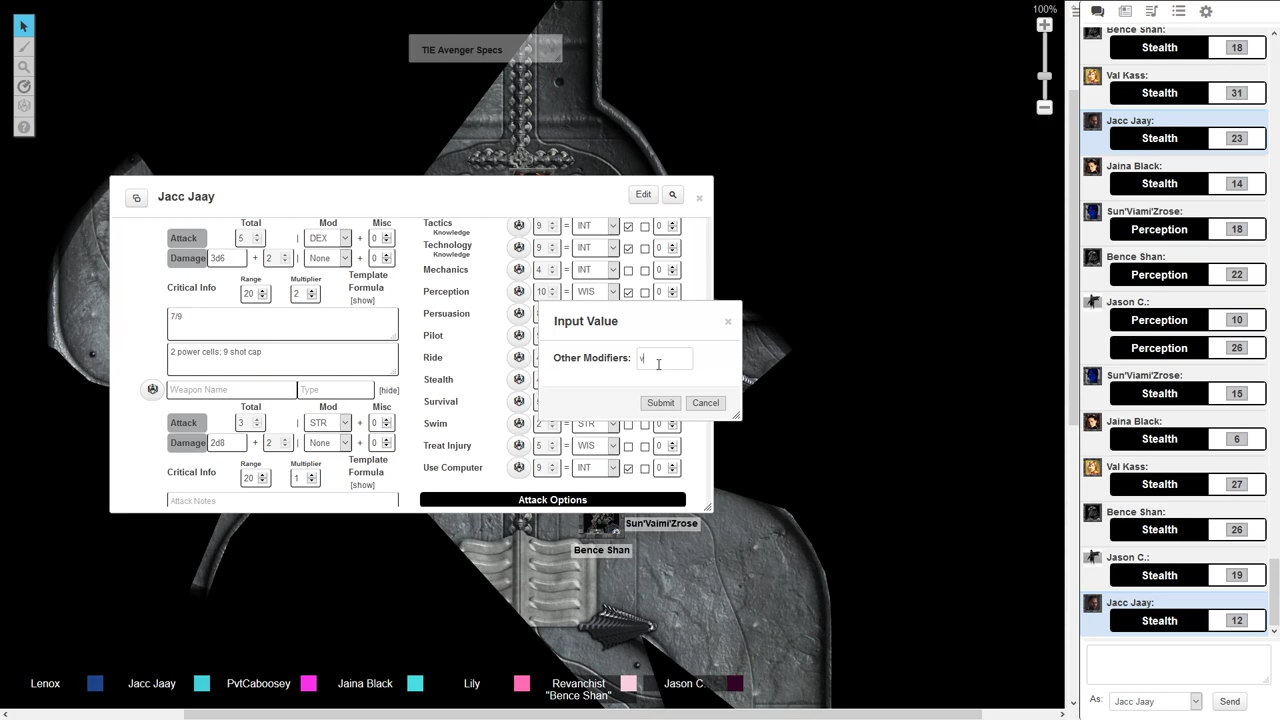 100%
TIE Avenger Specs
Jacc Jaay
Edit
Total
Mod
Misc
Attack 5 | DEX + 0
Damage 3d6 + 2 | None + 0
Critical Info
Range
20
Multiplier
2
Template
Formula
[show]
7/9
2 power cells; 9 shot cap
Weapon Name
Type
[hide]
Total
Mod
Misc
Attack 3 | STR + 0
Damage 2d8 + 2 | None + 0
Critical Info
Range
20
Multiplier
1
Template
Formula
[show]
Attack Notes
Tactics 9 = INT 0
Knowledge
Technology 9 = INT 0
Knowledge
Mechanics 4 = INT 0
Perception 10 = WIS 0
Persuasion
Pilot
Ride
Stealth
Survival
Swim 2 = STR 0
Treat Injury 5 = WIS 0
Use Computer 9 = INT 0
Attack Options
Input Value
Other Modifiers: v
Submit
Cancel
Sun'Vaimi'Zrose
Bence Shan
Lenox
Jacc Jaay
PvtCaboosey
Jaina Black
Lily
Revanchist
"Bence Shan"
Jason C.
Bence Shan:
Stealth 18
Val Kass:
Stealth 31
Jacc Jaay:
Stealth 23
Jaina Black:
Stealth 14
Sun'Viami'Zrose:
Perception 18
Bence Shan:
Perception 22
Jason C.:
Perception 10
Perception 26
Sun'Viami'Zrose:
Stealth 15
Jaina Black:
Stealth 6
Val Kass:
Stealth 27
Bence Shan:
Stealth 26
Jason C.:
Stealth 19
Jacc Jaay:
Stealth 12
As: Jacc Jaay
Send